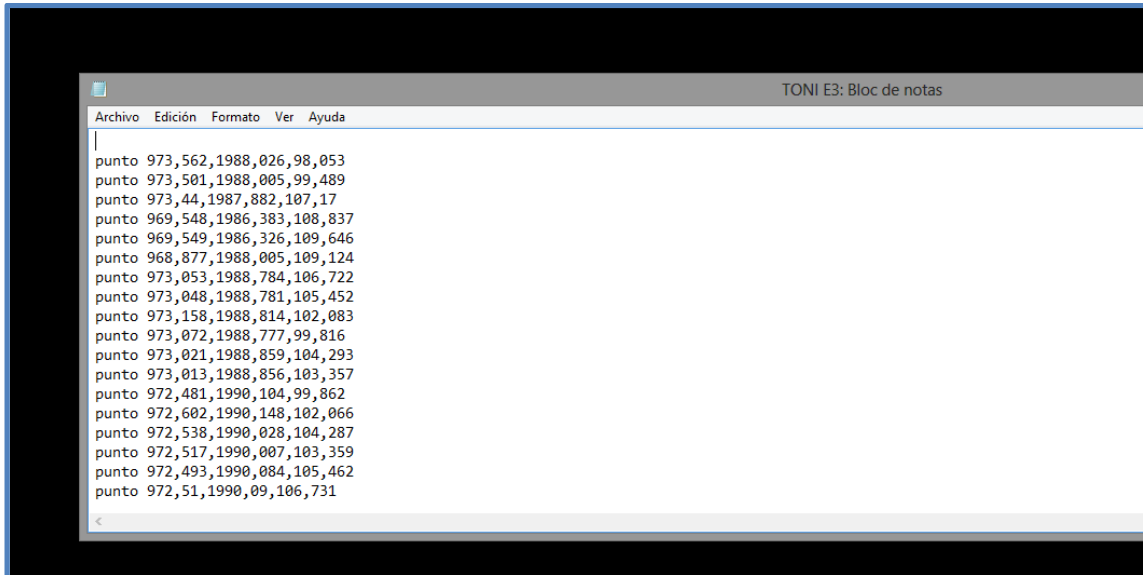 TONI E3: Bloc de notas
Archivo Edición Formato Ver Ayuda
punto 973,562,1988,026,98,053
punto 973,501,1988,005,99,489
punto 973,44,1987,882,107,17
punto 969,548,1986,383,108,837
punto 969,549,1986,326,109,646
punto 968,877,1988,005,109,124
punto 973,053,1988,784,106,722
punto 973,048,1988,781,105,452
punto 973,158,1988,814,102,083
punto 973,072,1988,777,99,816
punto 973,021,1988,859,104,293
punto 973,013,1988,856,103,357
punto 972,481,1990,104,99,862
punto 972,602,1990,148,102,066
punto 972,538,1990,028,104,287
punto 972,517,1990,007,103,359
punto 972,493,1990,084,105,462
punto 972,51,1990,09,106,731